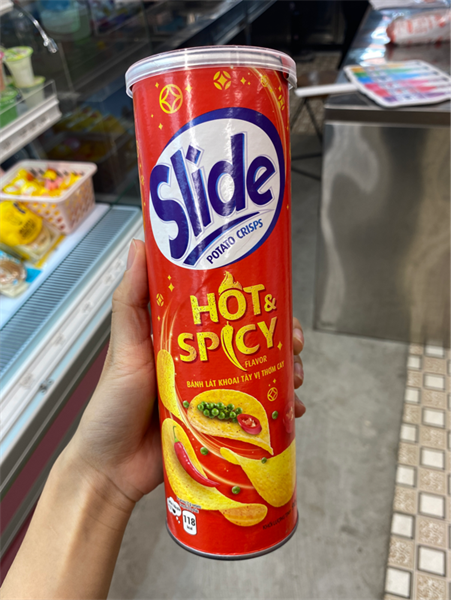 Slide
POTATO CRISPS
HOT &
SPICY
FLAVOR
BÁNH LÁT KHOAI TÂY VỊ THƠM CAY
118